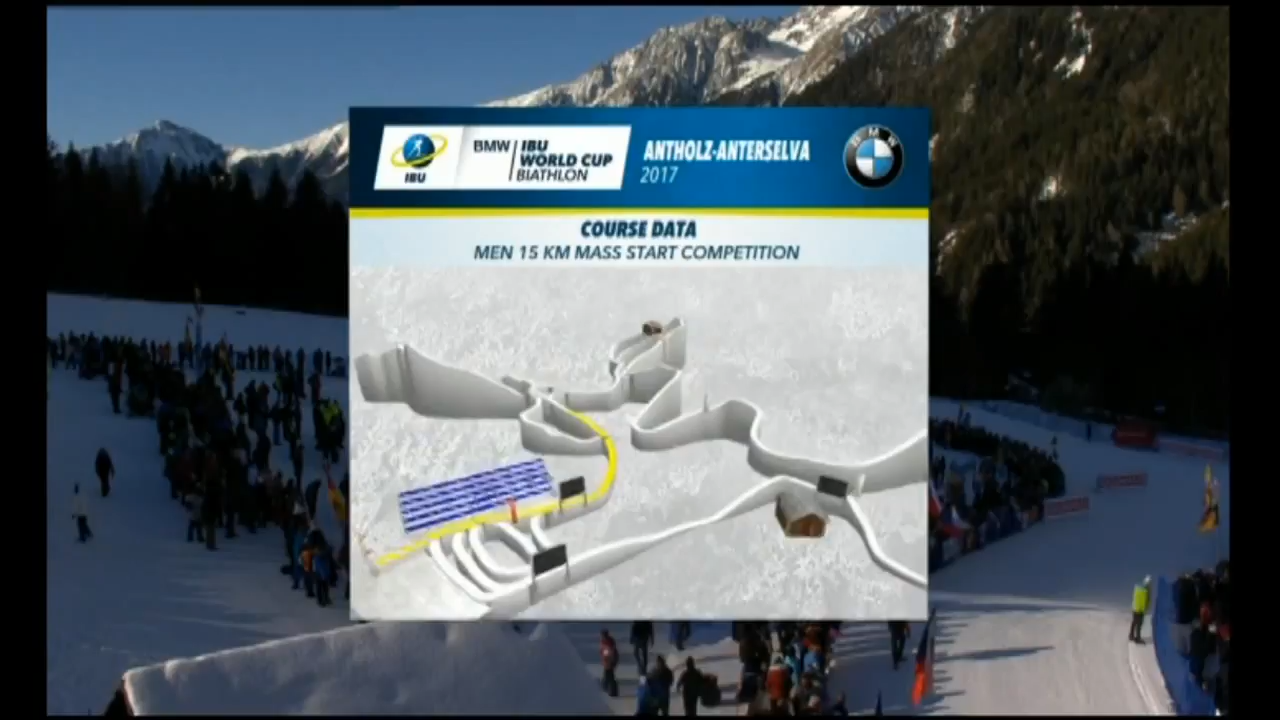 IBU
BMW
IBU
WORLD CUP
BIATHLON
ANTHOLZ-ANTERSELVA
2017
BMW
COURSE DATA
MEN 15 KM MASS START COMPETITION